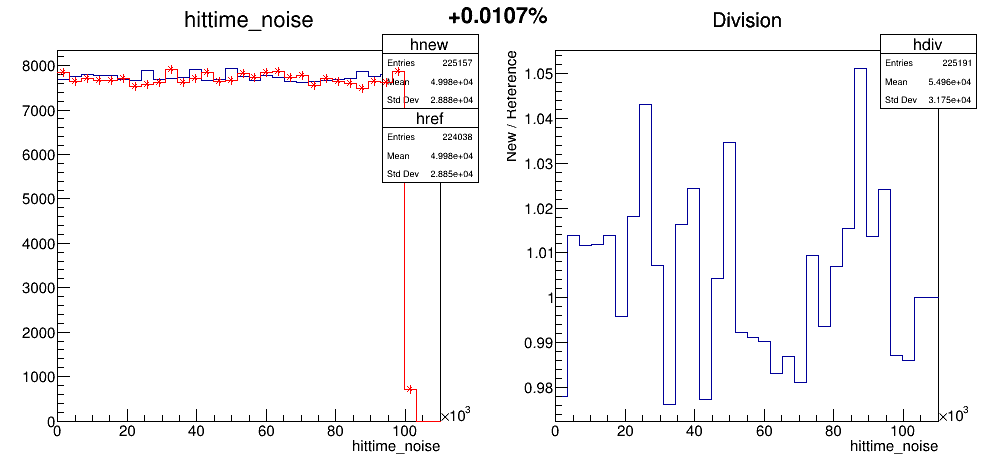 hittime_noise
+0.0107%
Division
hnew
Entries 225157
Mean 4.998e+04
Std Dev 2.888e+04
href
Entries 224038
Mean 4.998e+04
Std Dev 2.885e+04
8000
7000
6000
5000
4000
3000
2000
1000
0
0 20 40 60 80 100
×10³
hittime_noise
hdiv
Entries 225191
Mean 5.496e+04
Std Dev 3.175e+04
New / Reference
1.05
1.04
1.03
1.02
1.01
1
0.99
0.98
0 20 40 60 80 100
×10³
hittime_noise